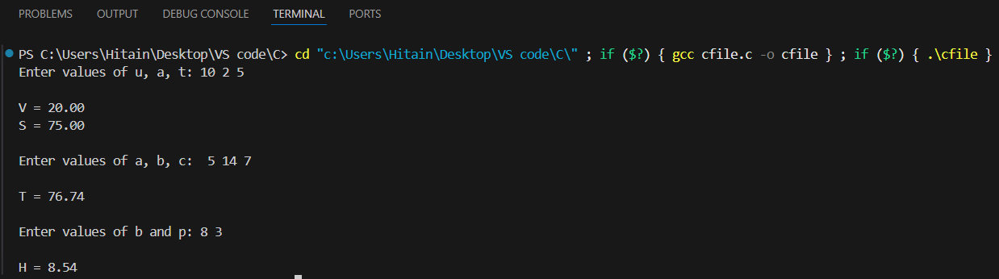 PROBLEMS OUTPUT DEBUG CONSOLE TERMINAL PORTS
PS C:\Users\Hitain\Desktop\VS code\C> cd "c:\Users\Hitain\Desktop\VS code\C\" ; if ($?) { gcc cfile.c -o cfile } ; if ($?) { .\cfile }
Enter values of u, a, t: 10 2 5
V = 20.00
S = 75.00
Enter values of a, b, c:  5 14 7
T = 76.74
Enter values of b and p: 8 3
H = 8.54